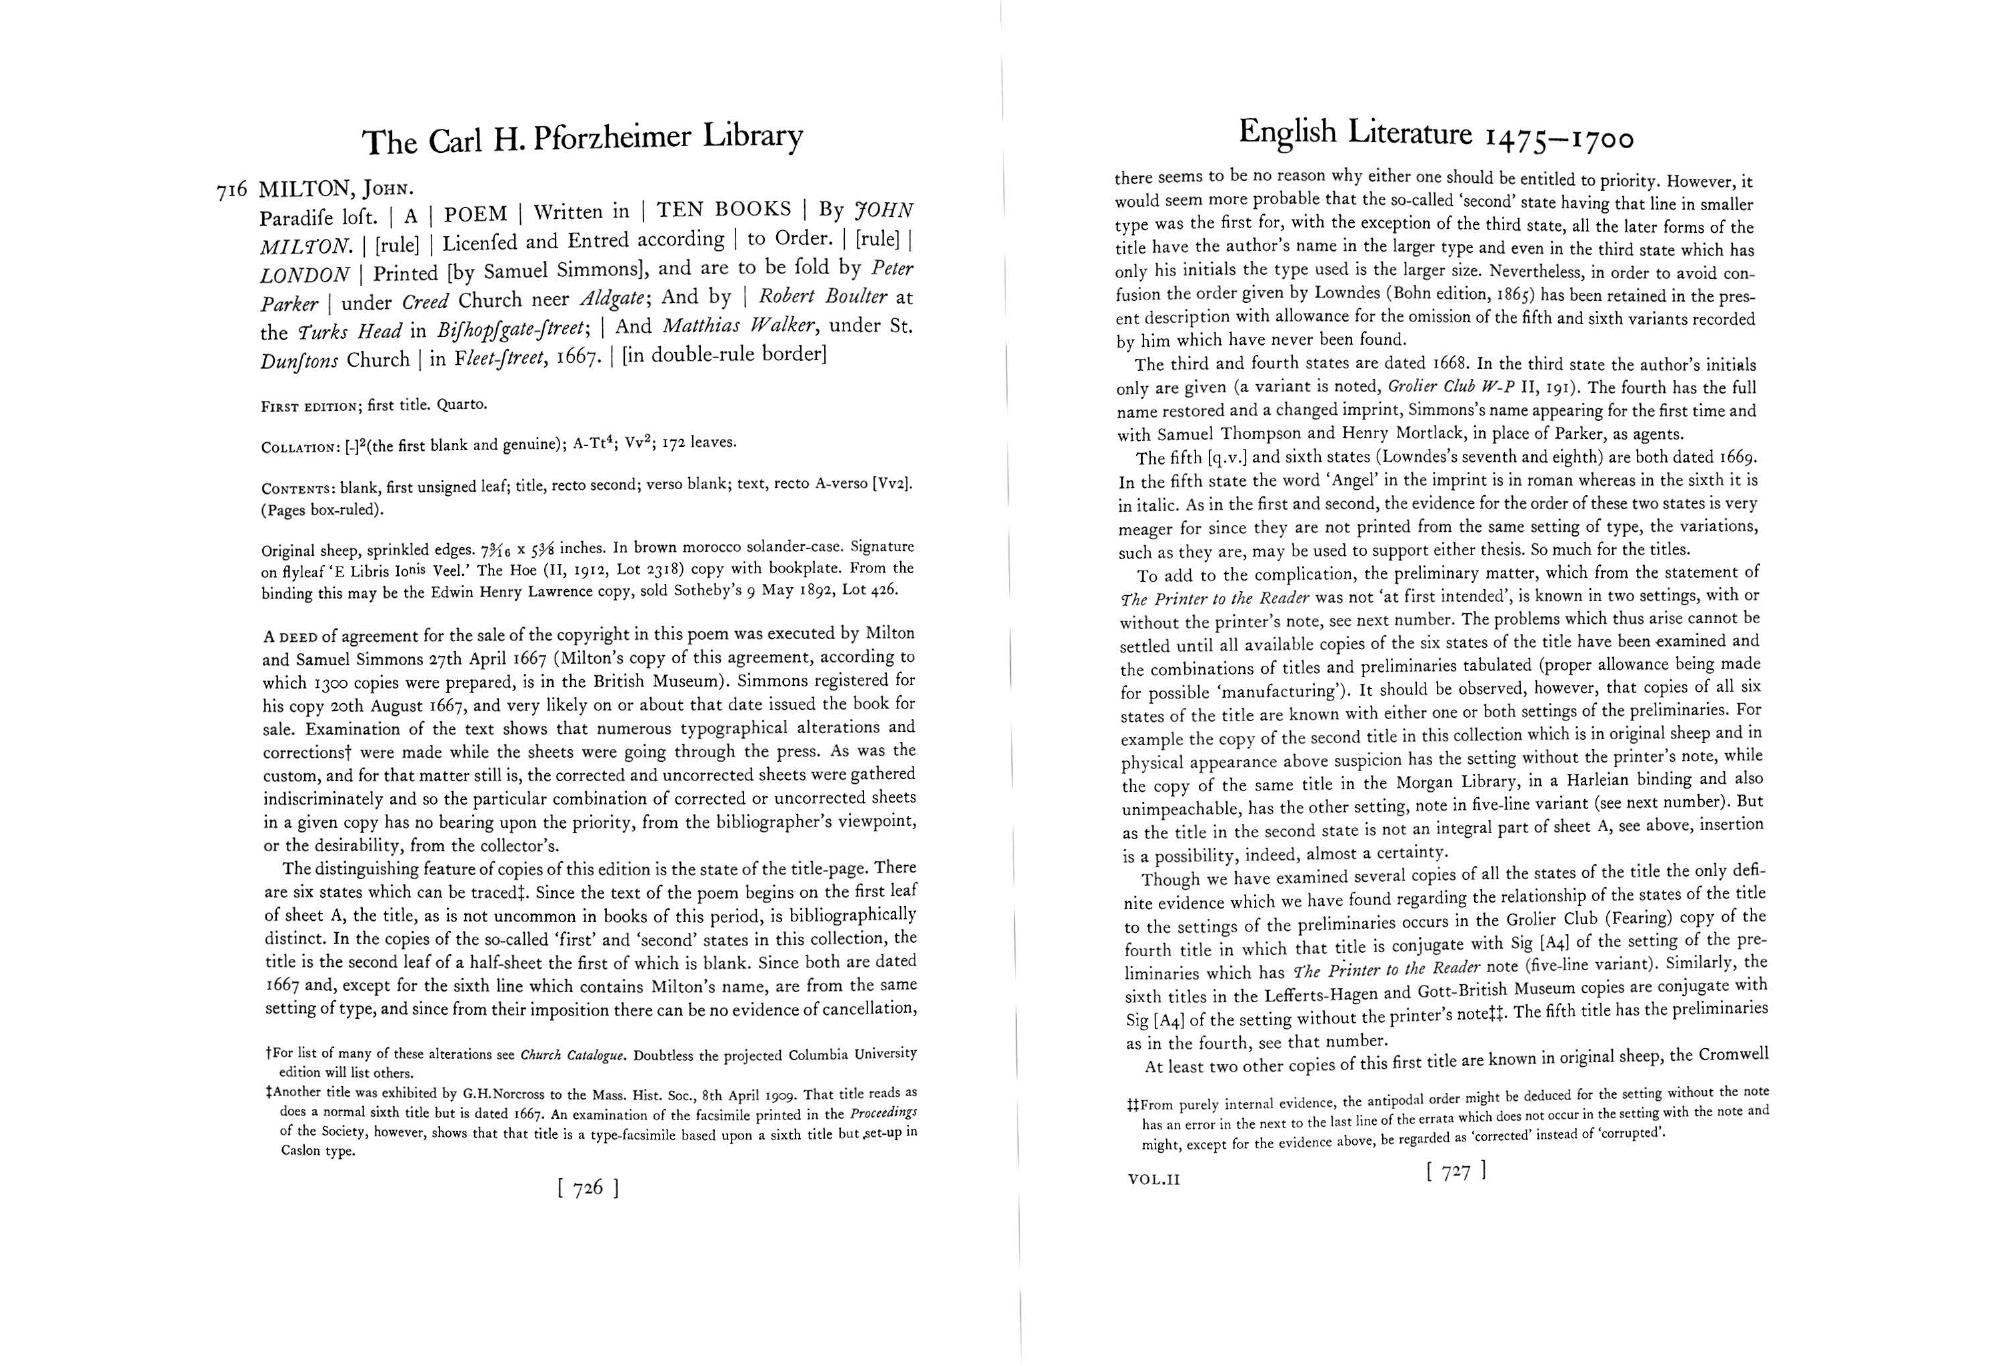 The Carl H. Pforzheimer Library
716 MILTON, JOHN.
Paradiſe loſt. | A | POEM | Written in | TEN BOOKS | By JOHN
MILTON. | [rule] | Licenſed and Entred according | to Order. | [rule] |
LONDON | Printed [by Samuel Simmons], and are to be ſold by Peter
Parker | under Creed Church neer Aldgate; And by | Robert Boulter at
the Turks Head in Biſhopſgate-ſtreet; | And Matthias Walker, under St.
Dunſtons Church | in Fleet-ſtreet, 1667. | [in double-rule border]
FIRST EDITION; first title. Quarto.
COLLATION: [-]²(the first blank and genuine); A-Tt⁴; Vv²; 172 leaves.
CONTENTS: blank, first unsigned leaf; title, recto second; verso blank; text, recto A-verso [Vv2].
(Pages box-ruled).
Original sheep, sprinkled edges. 7 9/16 x 5 3/8 inches. In brown morocco solander-case. Signature
on flyleaf 'E Libris Ionis Veel.' The Hoe (II, 1912, Lot 2318) copy with bookplate. From the
binding this may be the Edwin Henry Lawrence copy, sold Sotheby's 9 May 1892, Lot 426.
A DEED of agreement for the sale of the copyright in this poem was executed by Milton
and Samuel Simmons 27th April 1667 (Milton's copy of this agreement, according to
which 1300 copies were prepared, is in the British Museum). Simmons registered for
his copy 20th August 1667, and very likely on or about that date issued the book for
sale. Examination of the text shows that numerous typographical alterations and
corrections† were made while the sheets were going through the press. As was the
custom, and for that matter still is, the corrected and uncorrected sheets were gathered
indiscriminately and so the particular combination of corrected or uncorrected sheets
in a given copy has no bearing upon the priority, from the bibliographer's viewpoint,
or the desirability, from the collector's.
The distinguishing feature of copies of this edition is the state of the title-page. There
are six states which can be traced‡. Since the text of the poem begins on the first leaf
of sheet A, the title, as is not uncommon in books of this period, is bibliographically
distinct. In the copies of the so-called 'first' and 'second' states in this collection, the
title is the second leaf of a half-sheet the first of which is blank. Since both are dated
1667 and, except for the sixth line which contains Milton's name, are from the same
setting of type, and since from their imposition there can be no evidence of cancellation,
†For list of many of these alterations see Church Catalogue. Doubtless the projected Columbia University
edition will list others.
‡Another title was exhibited by G.H.Norcross to the Mass. Hist. Soc., 8th April 1909. That title reads as
does a normal sixth title but is dated 1667. An examination of the facsimile printed in the Proceedings
of the Society, however, shows that that title is a type-facsimile based upon a sixth title but set-up in
Caslon type.
[ 726 ]
English Literature 1475–1700
there seems to be no reason why either one should be entitled to priority. However, it
would seem more probable that the so-called 'second' state having that line in smaller
type was the first for, with the exception of the third state, all the later forms of the
title have the author's name in the larger type and even in the third state which has
only his initials the type used is the larger size. Nevertheless, in order to avoid con-
fusion the order given by Lowndes (Bohn edition, 1865) has been retained in the pres-
ent description with allowance for the omission of the fifth and sixth variants recorded
by him which have never been found.
The third and fourth states are dated 1668. In the third state the author's initials
only are given (a variant is noted, Grolier Club W-P II, 191). The fourth has the full
name restored and a changed imprint, Simmons's name appearing for the first time and
with Samuel Thompson and Henry Mortlack, in place of Parker, as agents.
The fifth [q.v.] and sixth states (Lowndes's seventh and eighth) are both dated 1669.
In the fifth state the word 'Angel' in the imprint is in roman whereas in the sixth it is
in italic. As in the first and second, the evidence for the order of these two states is very
meager for since they are not printed from the same setting of type, the variations,
such as they are, may be used to support either thesis. So much for the titles.
To add to the complication, the preliminary matter, which from the statement of
The Printer to the Reader was not 'at first intended', is known in two settings, with or
without the printer's note, see next number. The problems which thus arise cannot be
settled until all available copies of the six states of the title have been examined and
the combinations of titles and preliminaries tabulated (proper allowance being made
for possible 'manufacturing'). It should be observed, however, that copies of all six
states of the title are known with either one or both settings of the preliminaries. For
example the copy of the second title in this collection which is in original sheep and in
physical appearance above suspicion has the setting without the printer's note, while
the copy of the same title in the Morgan Library, in a Harleian binding and also
unimpeachable, has the other setting, note in five-line variant (see next number). But
as the title in the second state is not an integral part of sheet A, see above, insertion
is a possibility, indeed, almost a certainty.
Though we have examined several copies of all the states of the title the only defi-
nite evidence which we have found regarding the relationship of the states of the title
to the settings of the preliminaries occurs in the Grolier Club (Fearing) copy of the
fourth title in which that title is conjugate with Sig [A4] of the setting of the pre-
liminaries which has The Printer to the Reader note (five-line variant). Similarly, the
sixth titles in the Lefferts-Hagen and Gott-British Museum copies are conjugate with
Sig [A4] of the setting without the printer's note‡‡. The fifth title has the preliminaries
as in the fourth, see that number.
At least two other copies of this first title are known in original sheep, the Cromwell
‡‡From purely internal evidence, the antipodal order might be deduced for the setting without the note
has an error in the next to the last line of the errata which does not occur in the setting with the note and
might, except for the evidence above, be regarded as 'corrected' instead of 'corrupted'.
VOL.II
[ 727 ]